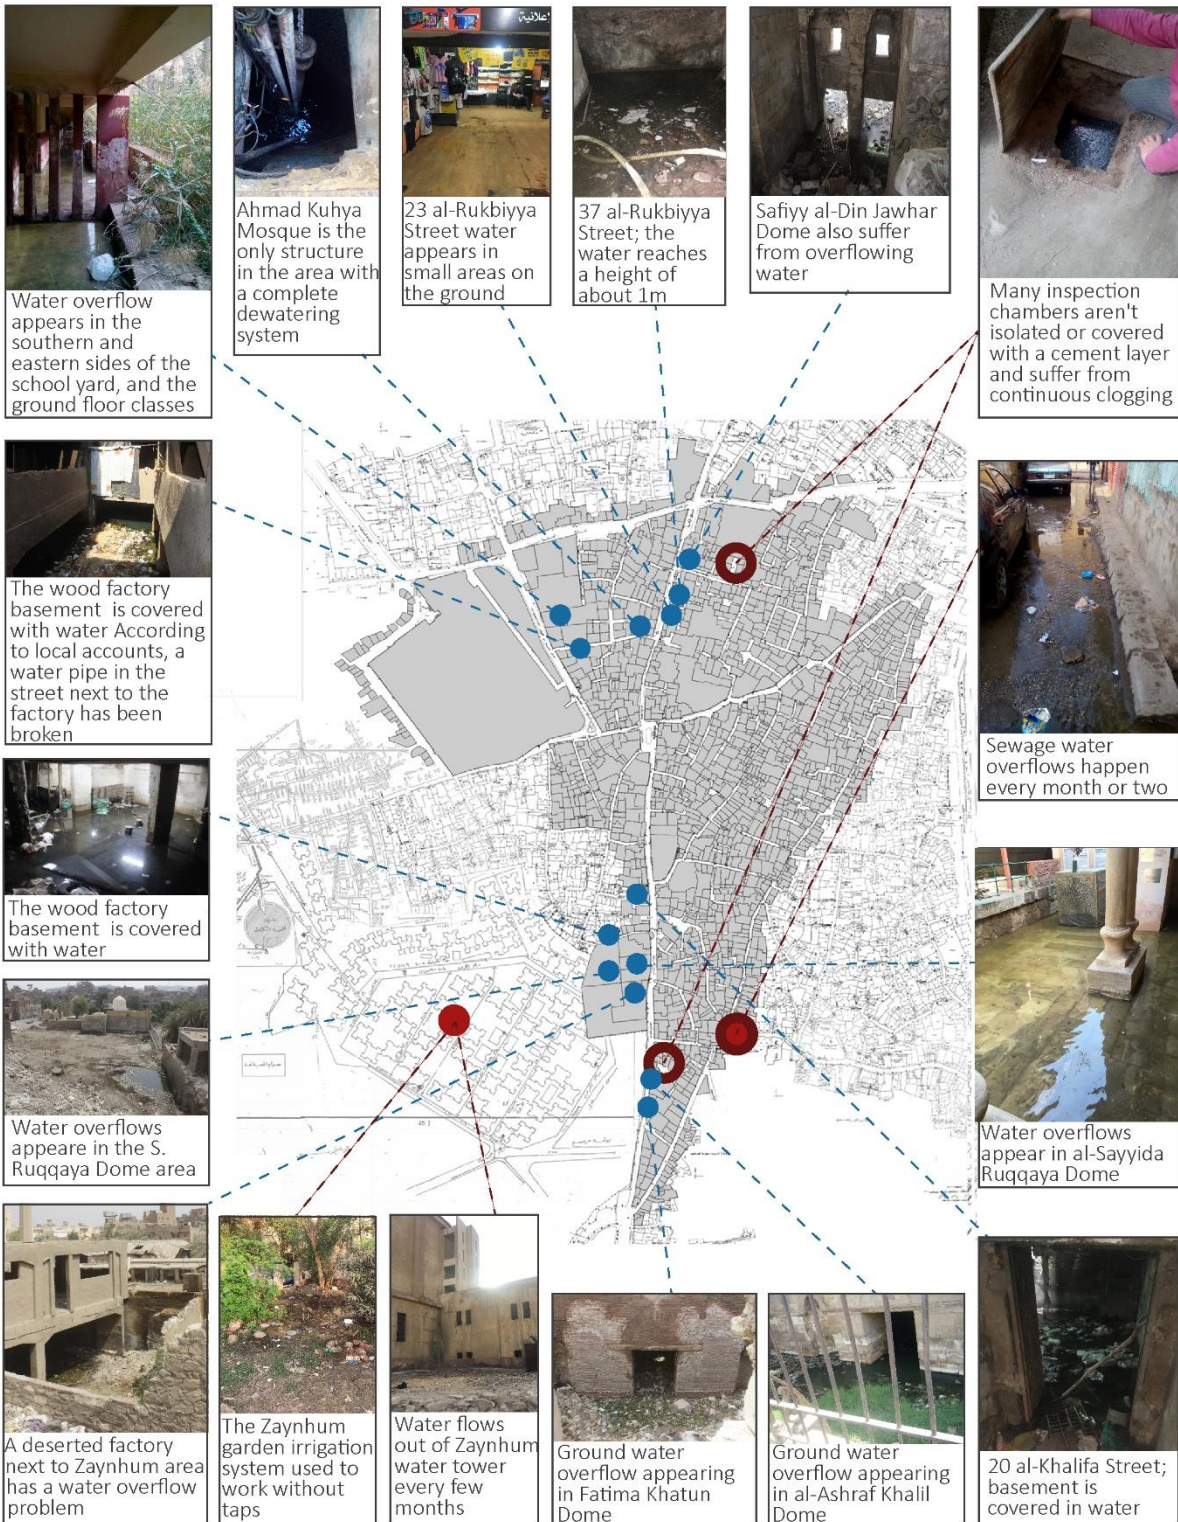 إعلانية
Ahmad Kuhya
Mosque is the
only structure
in the area with
a complete
dewatering
system
23 al-Rukbiyya
Street water
appears in
small areas on
the ground
37 al-Rukbiyya
Street; the
water reaches
a height of
about 1m
Safiyy al-Din Jawhar
Dome also suffer
from overflowing
water
Many inspection
chambers aren't
isolated or covered
with a cement layer
and suffer from
continuous clogging
Water overflow
appears in the
southern and
eastern sides of the
school yard, and the
ground floor classes
The wood factory
basement is covered
with water According
to local accounts, a
water pipe in the
street next to the
factory has been
broken
Sewage water
overflows happen
every month or two
The wood factory
basement is covered
with water
Water overflows
appeare in the S.
Ruqqaya Dome area
Water overflows
appear in al-Sayyida
Ruqqaya Dome
A deserted factory
next to Zaynhum area
has a water overflow
problem
The Zaynhum
garden irrigation
system used to
work without
taps
Water flows
out of Zaynhum
water tower
every few
months
Ground water
overflow appearing
in Fatima Khatun
Dome
Ground water
overflow appearing
in al-Ashraf Khalil
Dome
20 al-Khalifa Street;
basement is
covered in water